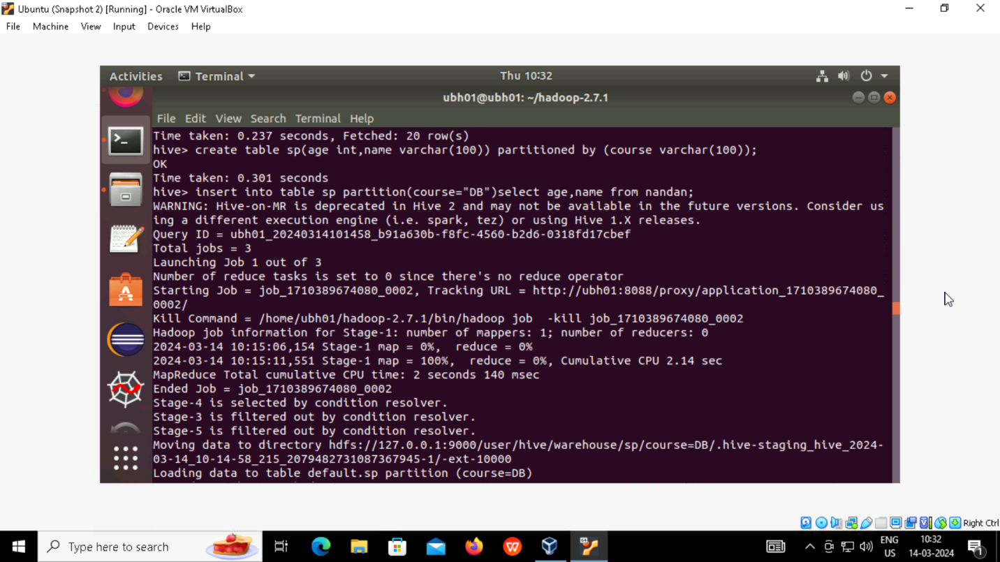 Ubuntu (Snapshot 2) [Running] - Oracle VM VirtualBox
File Machine View Input Devices Help
Activities Terminal Thu 10:32
ubh01@ubh01: ~/hadoop-2.7.1
File Edit View Search Terminal Help
Time taken: 0.237 seconds, Fetched: 20 row(s)
hive> create table sp(age int,name varchar(100)) partitioned by (course varchar(100));
OK
Time taken: 0.301 seconds
hive> insert into table sp partition(course="DB")select age,name from nandan;
WARNING: Hive-on-MR is deprecated in Hive 2 and may not be available in the future versions. Consider us
ing a different execution engine (i.e. spark, tez) or using Hive 1.X releases.
Query ID = ubh01_20240314101458_b91a630b-f8fc-4560-b2d6-0318fd17cbef
Total jobs = 3
Launching Job 1 out of 3
Number of reduce tasks is set to 0 since there's no reduce operator
Starting Job = job_1710389674080_0002, Tracking URL = http://ubh01:8088/proxy/application_1710389674080_
0002/
Kill Command = /home/ubh01/hadoop-2.7.1/bin/hadoop job  -kill job_1710389674080_0002
Hadoop job information for Stage-1: number of mappers: 1; number of reducers: 0
2024-03-14 10:15:06,154 Stage-1 map = 0%,  reduce = 0%
2024-03-14 10:15:11,551 Stage-1 map = 100%,  reduce = 0%, Cumulative CPU 2.14 sec
MapReduce Total cumulative CPU time: 2 seconds 140 msec
Ended Job = job_1710389674080_0002
Stage-4 is selected by condition resolver.
Stage-3 is filtered out by condition resolver.
Stage-5 is filtered out by condition resolver.
Moving data to directory hdfs://127.0.0.1:9000/user/hive/warehouse/sp/course=DB/.hive-staging_hive_2024-
03-14_10-14-58_215_2079482731087367945-1/-ext-10000
Loading data to table default.sp partition (course=DB)
Right Ctrl
Type here to search
ENG 10:32
US 14-03-2024 1